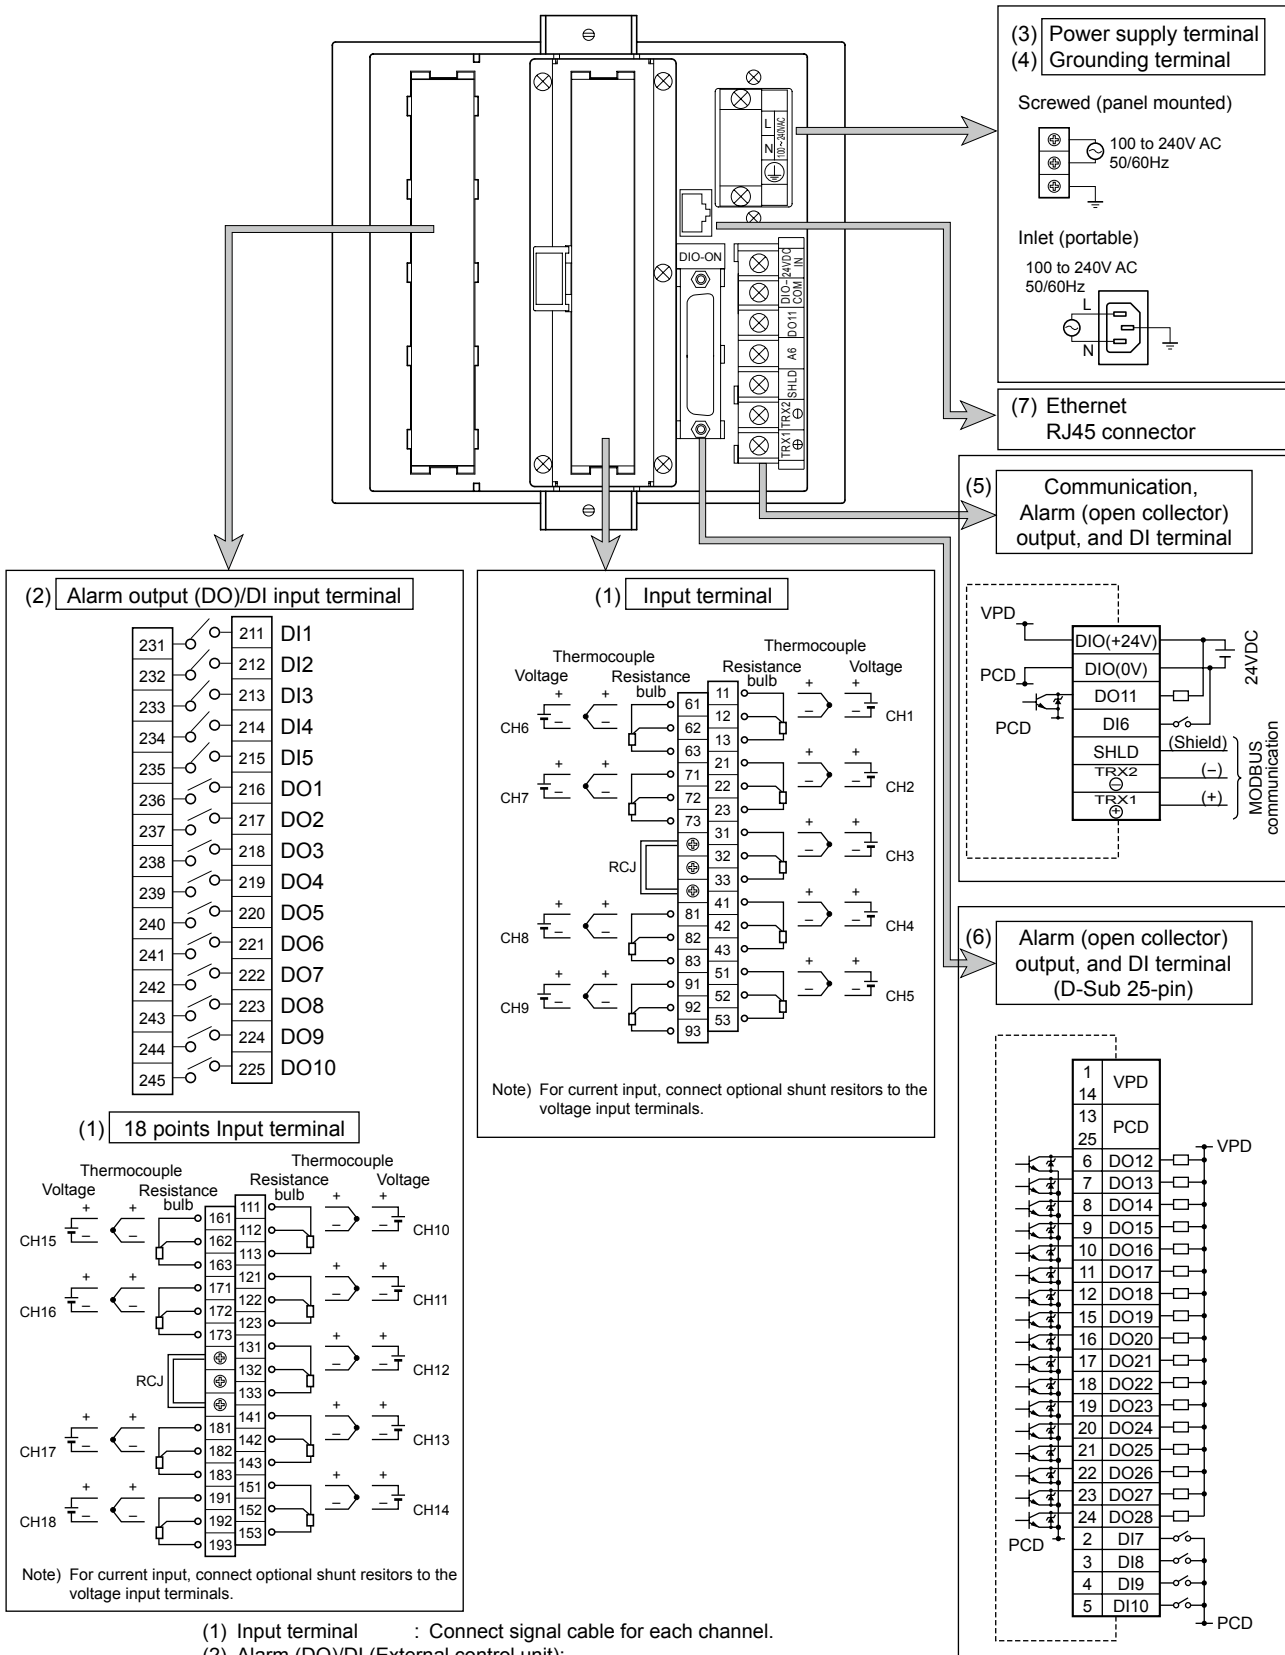 L
N
100~240VAC
DIO-ON
24VDC IN
DIO-COM
DO11
A6
SHLD
TRX2 ⊖
TRX1 ⊕
(3) Power supply terminal
(4) Grounding terminal
Screwed (panel mounted)
100 to 240V AC
50/60Hz
Inlet (portable)
100 to 240V AC
50/60Hz
L
N
(7) Ethernet
RJ45 connector
(5) Communication,
Alarm (open collector)
output, and DI terminal
VPD
DIO(+24V)
24VDC
PCD
DIO(0V)
DO11
PCD
DI6
SHLD (Shield)
TRX2 ⊖ (−)
TRX1 ⊕ (+)
MODBUS
communication
(2) Alarm output (DO)/DI input terminal
231 211 DI1
232 212 DI2
233 213 DI3
234 214 DI4
235 215 DI5
236 216 DO1
237 217 DO2
238 218 DO3
239 219 DO4
240 220 DO5
241 221 DO6
242 222 DO7
243 223 DO8
244 224 DO9
245 225 DO10
(1) 18 points Input terminal
Thermocouple Thermocouple
Voltage Resistance bulb Resistance bulb Voltage
CH15 + − + − 161 162 163
CH16 + − + − 171 172 173
RCJ
CH17 + − + − 181 182 183
CH18 + − + − 191 192 193
111 112 113 + − + − CH10
121 122 123 + − + − CH11
131 132 133 + − + − CH12
141 142 143 + − + − CH13
151 152 153 + − + − CH14
Note) For current input, connect optional shunt resitors to the
voltage input terminals.
(1) Input terminal
Thermocouple Thermocouple
Voltage Resistance bulb Resistance bulb Voltage
CH6 + − + − 61 62 63
CH7 + − + − 71 72 73
RCJ
CH8 + − + − 81 82 83
CH9 + − + − 91 92 93
11 12 13 + − + − CH1
21 22 23 + − + − CH2
31 32 33 + − + − CH3
41 42 43 + − + − CH4
51 52 53 + − + − CH5
Note) For current input, connect optional shunt resitors to the
voltage input terminals.
(6) Alarm (open collector)
output, and DI terminal
(D-Sub 25-pin)
1 14 VPD
13 25 PCD
VPD
6 DO12
7 DO13
8 DO14
9 DO15
10 DO16
11 DO17
12 DO18
15 DO19
16 DO20
17 DO21
18 DO22
19 DO23
20 DO24
21 DO25
22 DO26
23 DO27
24 DO28
PCD
2 DI7
3 DI8
4 DI9
5 DI10
PCD
(1) Input terminal : Connect signal cable for each channel.
(2) Alarm (DO)/DI (External control unit):